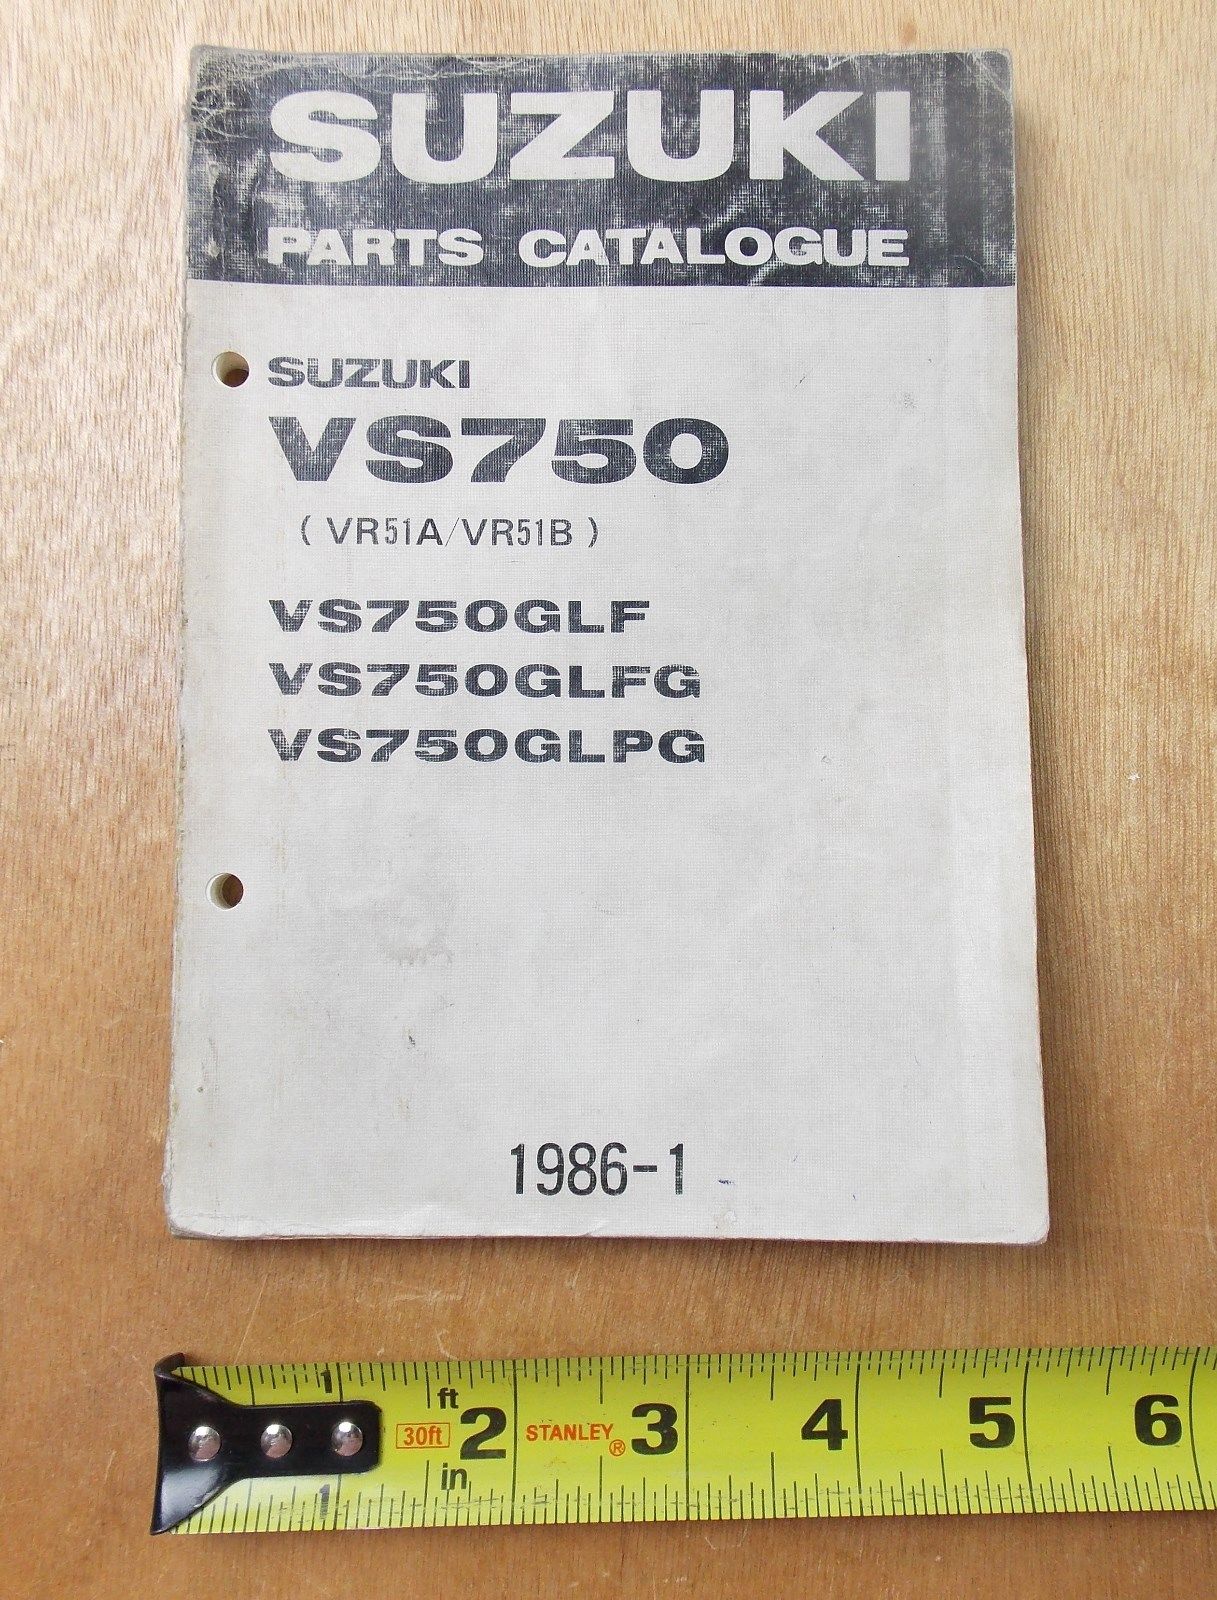 SUZUKI
PARTS CATALOGUE
SUZUKI
VS750
( VR51A/VR51B )
VS750GLF
VS750GLFG
VS750GLPG
1986-1
1 ft 30ft 2 STANLEY® 3 4 5 6
in
1